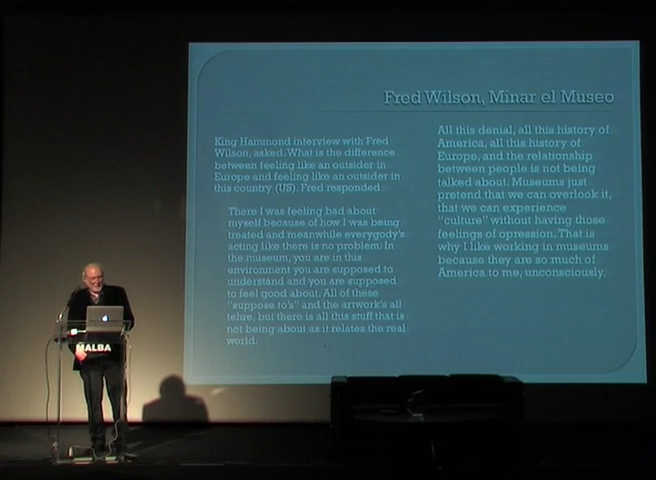 Fred Wilson, Minar el Museo
King Hammond interview with Fred
Wilson, asked. What is the difference
between feeling like an outsider in
Europe and feeling like an outsider in
this country (US). Fred responded
There I was feeling bad about
myself because of how I was being
treated and meanwhile everygody's
acting like there is no problem. In
the museum, you are in this
environment you are supposed to
understand and you are supposed
to feel good about. All of these
"suppose to's" and the artwork's all
tehre, but there is all this stuff that is
not being about as it relates the real
world.
All this denial, all this history of
America, all this history of
Europe, and the relationship
between people is not being
talked about. Museums just
pretend that we can overlook it,
that we can experience
"culture" without having those
feelings of opression. That is
why I like working in museums
because they are so much of
America to me, unconsciously.
MALBA